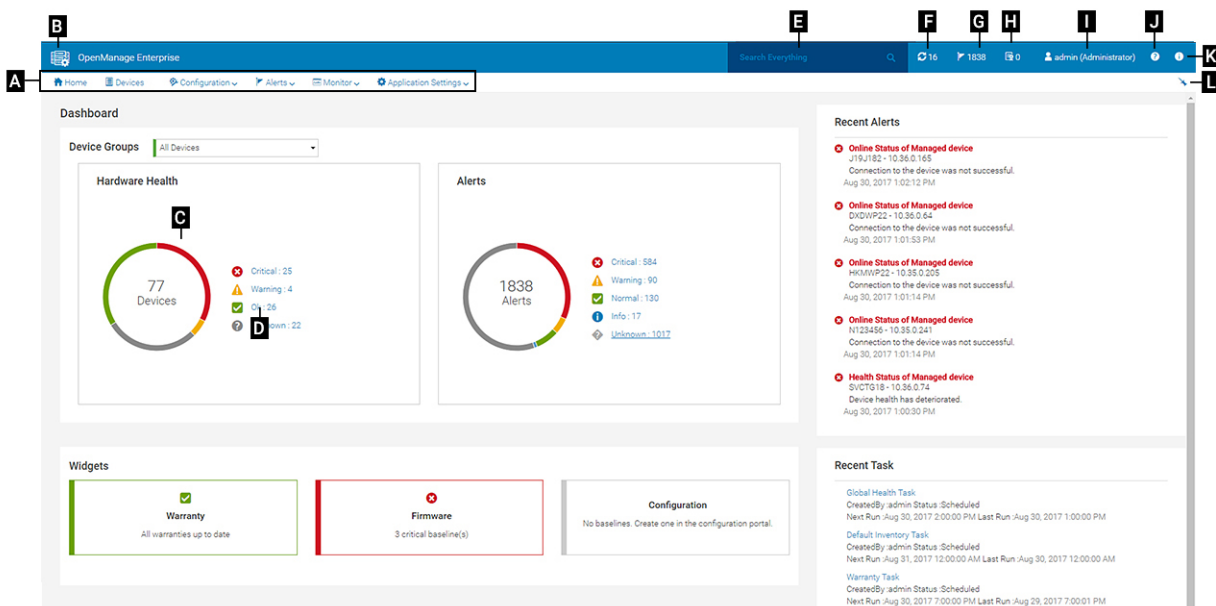 B
E
F
G
H
I
J
OpenManage Enterprise
Search Everything
16
1838
0
admin (Administrator)
K
A
Home
Devices
Configuration
Alerts
Monitor
Application Settings
L
Dashboard
Device Groups
All Devices
Hardware Health
C
77
Devices
Critical : 25
Warning : 4
: 26
D
: 22
Alerts
1838
Alerts
Critical : 584
Warning : 90
Normal : 130
Info : 17
Unknown : 1017
Recent Alerts
Online Status of Managed device
J19J182 - 10.36.0.165
Connection to the device was not successful.
Aug 30, 2017 1:02:12 PM
Online Status of Managed device
DXDWP22 - 10.36.0.64
Connection to the device was not successful.
Aug 30, 2017 1:01:53 PM
Online Status of Managed device
HKMWP22 - 10.35.0.205
Connection to the device was not successful.
Aug 30, 2017 1:01:14 PM
Online Status of Managed device
N123456 - 10.35.0.241
Connection to the device was not successful.
Aug 30, 2017 1:01:14 PM
Health Status of Managed device
SVCTG18 - 10.36.0.74
Device health has deteriorated.
Aug 30, 2017 1:00:30 PM
Widgets
Warranty
All warranties up to date
Firmware
3 critical baseline(s)
Configuration
No baselines. Create one in the configuration portal.
Recent Task
Global Health Task
CreatedBy :admin Status :Scheduled
Next Run :Aug 30, 2017 2:00:00 PM Last Run :Aug 30, 2017 1:00:00 PM
Default Inventory Task
CreatedBy :admin Status :Scheduled
Next Run :Aug 31, 2017 12:00:00 AM Last Run :Aug 30, 2017 12:00:00 AM
Warranty Task
CreatedBy :admin Status :Scheduled
Next Run :Aug 30, 2017 7:00:00 PM Last Run :Aug 29, 2017 7:00:01 PM